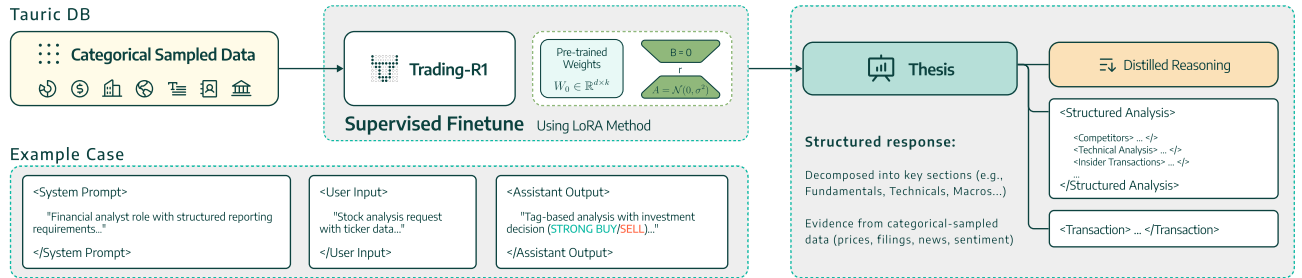 Tauric DB
Categorical Sampled Data
Trading-R1
Pre-trained
Weights
W₀ ∈ ℝ^{d×k}
B = 0
r
A = 𝒩(0, σ²)
Supervised Finetune Using LoRA Method
Example Case
<System Prompt>
"Financial analyst role with structured reporting
requirements..."
</System Prompt>
<User Input>
"Stock analysis request
with ticker data..."
</User Input>
<Assistant Output>
"Tag-based analysis with investment
decision (STRONG BUY/SELL)..."
</Assistant Output>
Thesis
Structured response:
Decomposed into key sections (e.g.,
Fundamentals, Technicals, Macros...)
Evidence from categorical-sampled
data (prices, filings, news, sentiment)
Distilled Reasoning
<Structured Analysis>
<Competitors> ... </>
<Technical Analysis> ... </>
<Insider Transactions> ... </>
...
</Structured Analysis>
<Transaction> ... </Transaction>